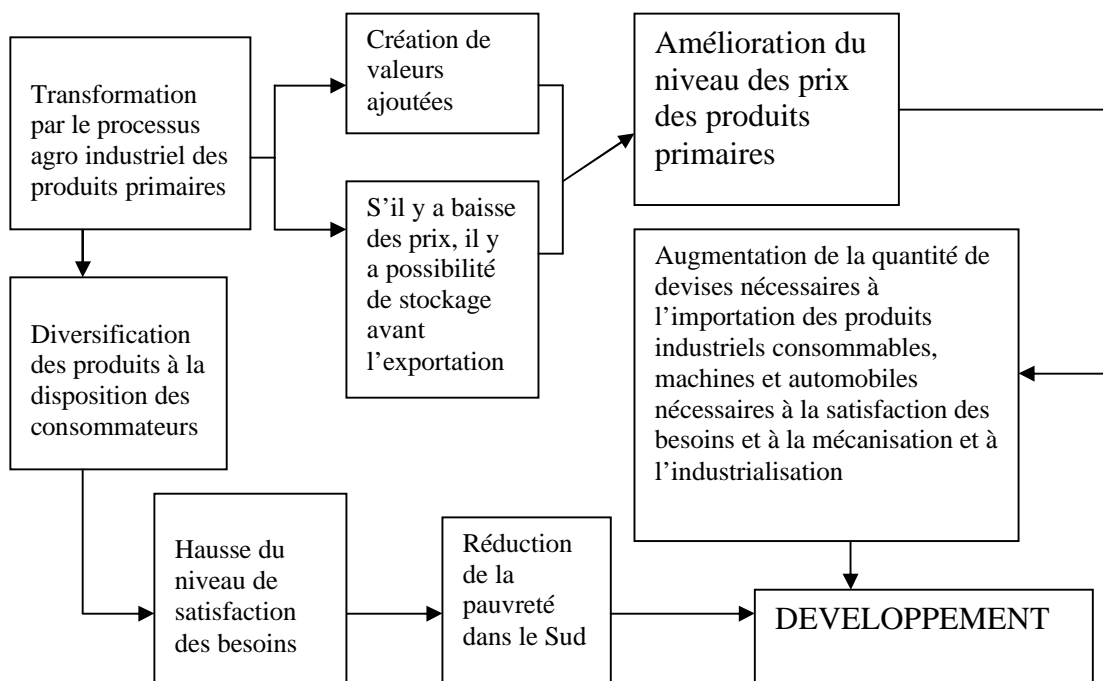 Transformation
par le processus
agro industriel des
produits primaires
Création de
valeurs
ajoutées
S’il y a baisse
des prix, il y
a possibilité
de stockage
avant
l’exportation
Amélioration du
niveau des prix
des produits
primaires
Augmentation de la quantité de
devises nécessaires à
l’importation des produits
industriels consommables,
machines et automobiles
nécessaires à la satisfaction des
besoins et à la mécanisation et à
l’industrialisation
Diversification
des produits à la
disposition des
consommateurs
Hausse du
niveau de
satisfaction
des besoins
Réduction
de la
pauvreté
dans le Sud
DEVELOPPEMENT